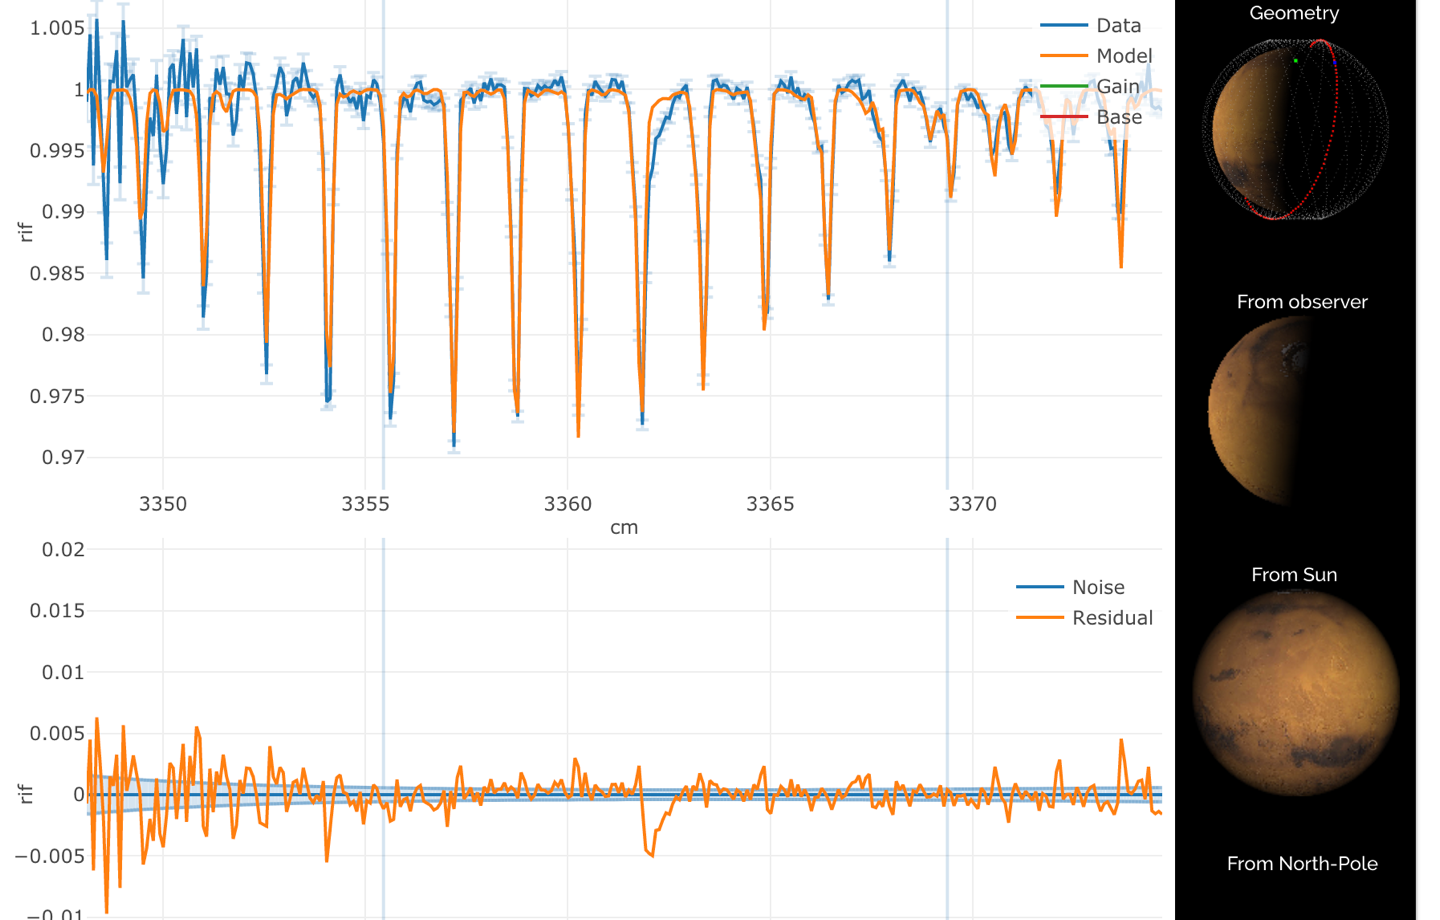 1.005
1
0.995
0.99
0.985
0.98
0.975
0.97
rif
3350
3355
3360
3365
3370
cm
Data
Model
Gain
Base
0.02
0.015
0.01
0.005
0
−0.005
−0.01
rif
Noise
Residual
Geometry
From observer
From Sun
From North-Pole